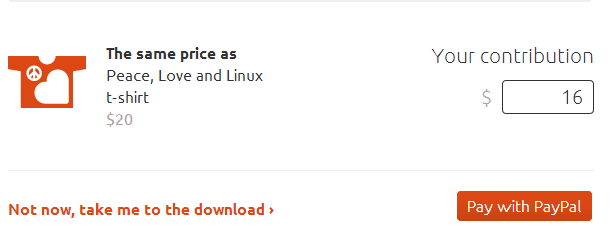 The same price as
Your contribution
Peace, Love and Linux
t-shirt
$ 16
$20
Not now, take me to the download ›
Pay with PayPal